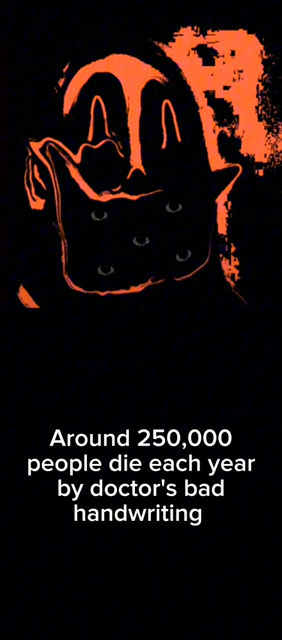 Around 250,000
people die each year
by doctor's bad
handwriting